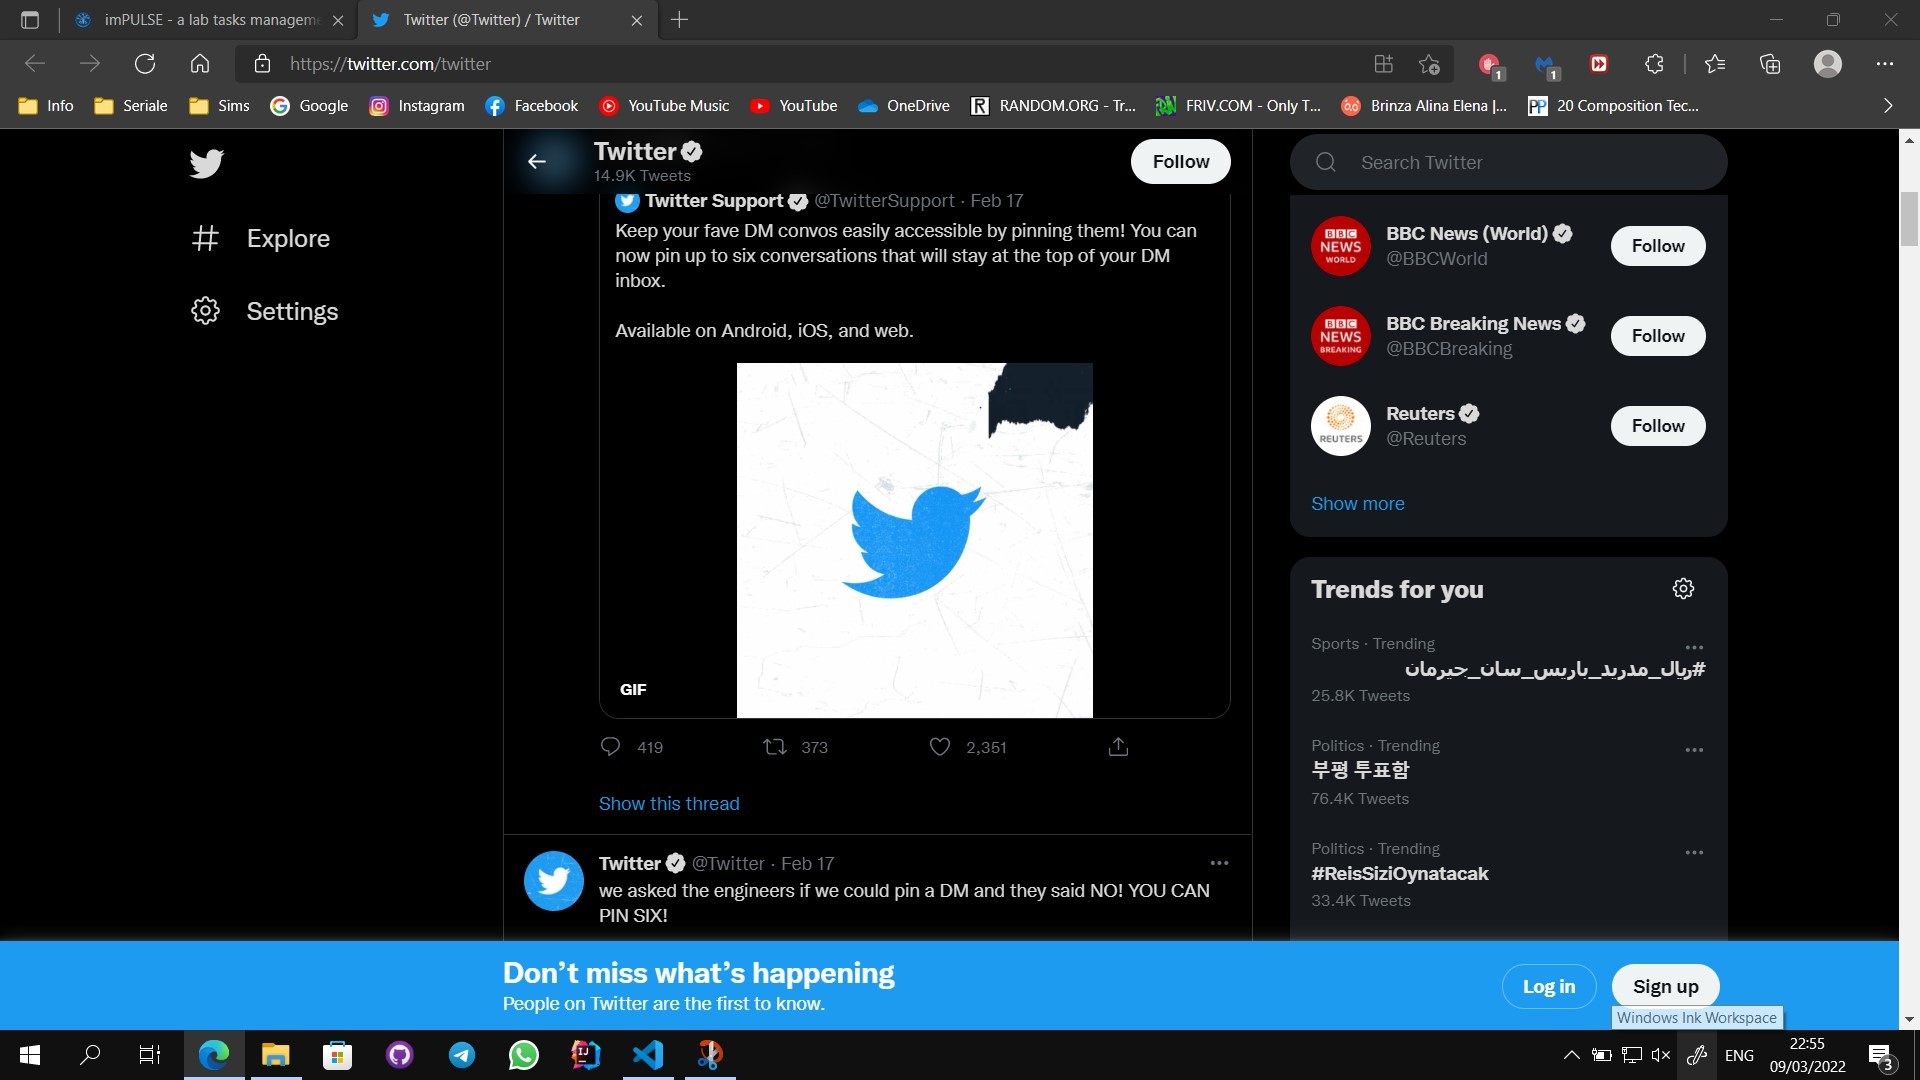 imPULSE - a lab tasks manageme
Twitter (@Twitter) / Twitter
https://twitter.com/twitter
1
1
Info
Seriale
Sims
Google
Instagram
Facebook
YouTube Music
YouTube
OneDrive
RANDOM.ORG - Tr...
FRIV.COM - Only T...
Brinza Alina Elena |...
20 Composition Tec...
Explore
Settings
Twitter
14.9K Tweets
Follow
Twitter Support @TwitterSupport · Feb 17
Keep your fave DM convos easily accessible by pinning them! You can
now pin up to six conversations that will stay at the top of your DM
inbox.
Available on Android, iOS, and web.
GIF
419
373
2,351
Show this thread
Twitter @Twitter · Feb 17
we asked the engineers if we could pin a DM and they said NO! YOU CAN
PIN SIX!
Search Twitter
BBC
NEWS
WORLD
BBC News (World)
@BBCWorld
Follow
BBC
NEWS
BREAKING
BBC Breaking News
@BBCBreaking
Follow
REUTERS
Reuters
@Reuters
Follow
Show more
Trends for you
Sports · Trending
#ريال_مدريد_باريس_سان_جيرمان
25.8K Tweets
Politics · Trending
부평 투표함
76.4K Tweets
Politics · Trending
#ReisSiziOynatacak
33.4K Tweets
Don't miss what's happening
People on Twitter are the first to know.
Log in
Sign up
Windows Ink Workspace
ENG
22:55
09/03/2022
3